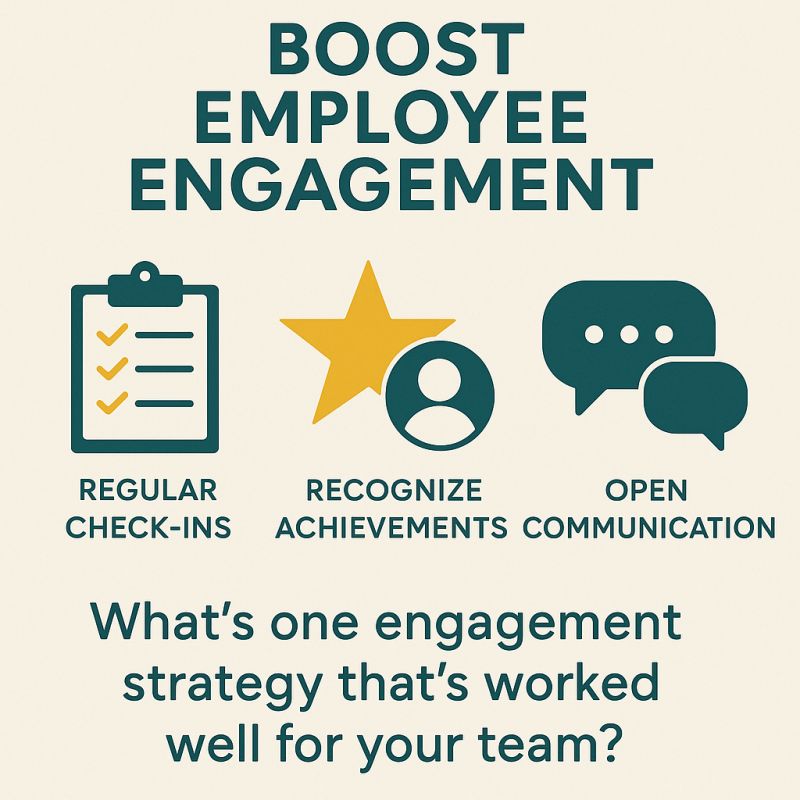 BOOST
EMPLOYEE
ENGAGEMENT
REGULAR
CHECK-INS
RECOGNIZE
ACHIEVEMENTS
OPEN
COMMUNICATION
What's one engagement
strategy that's worked
well for your team?